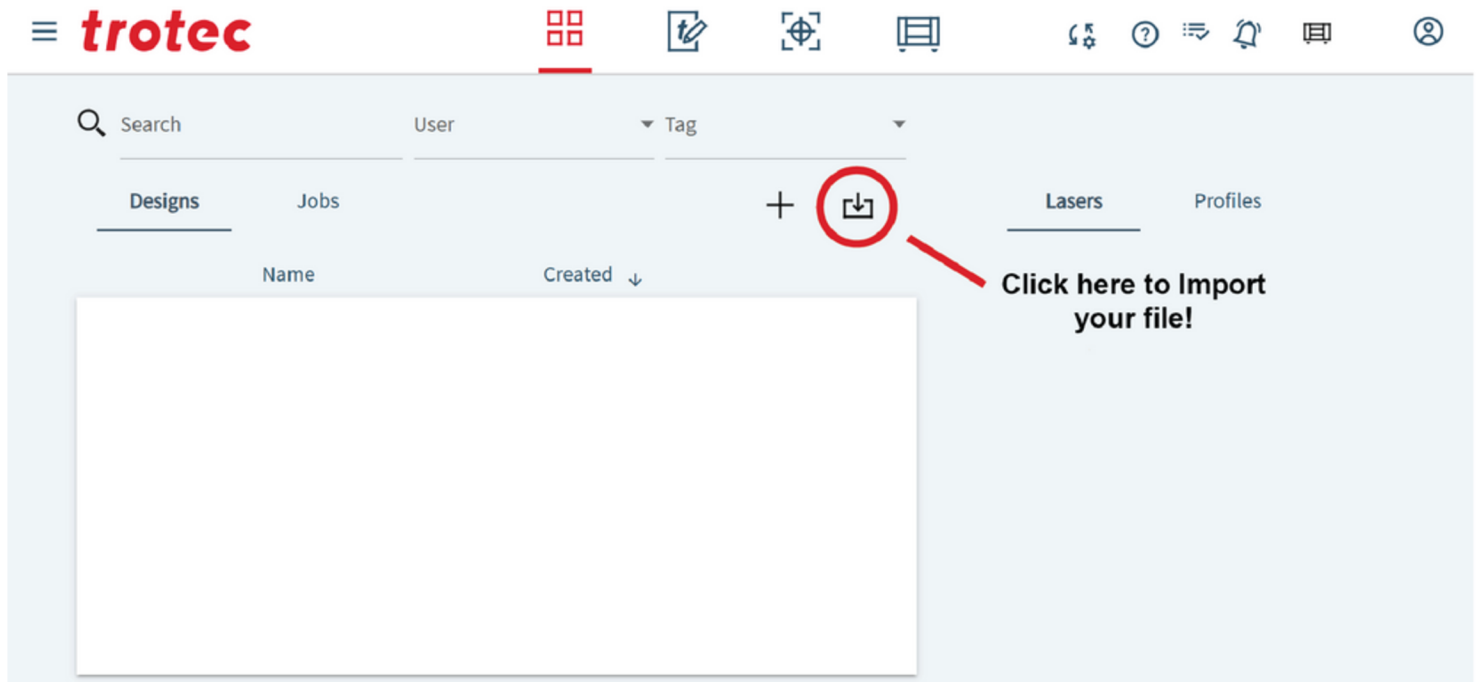 trotec
Search User Tag
Designs Jobs Lasers Profiles
Name Created
Click here to Import
your file!